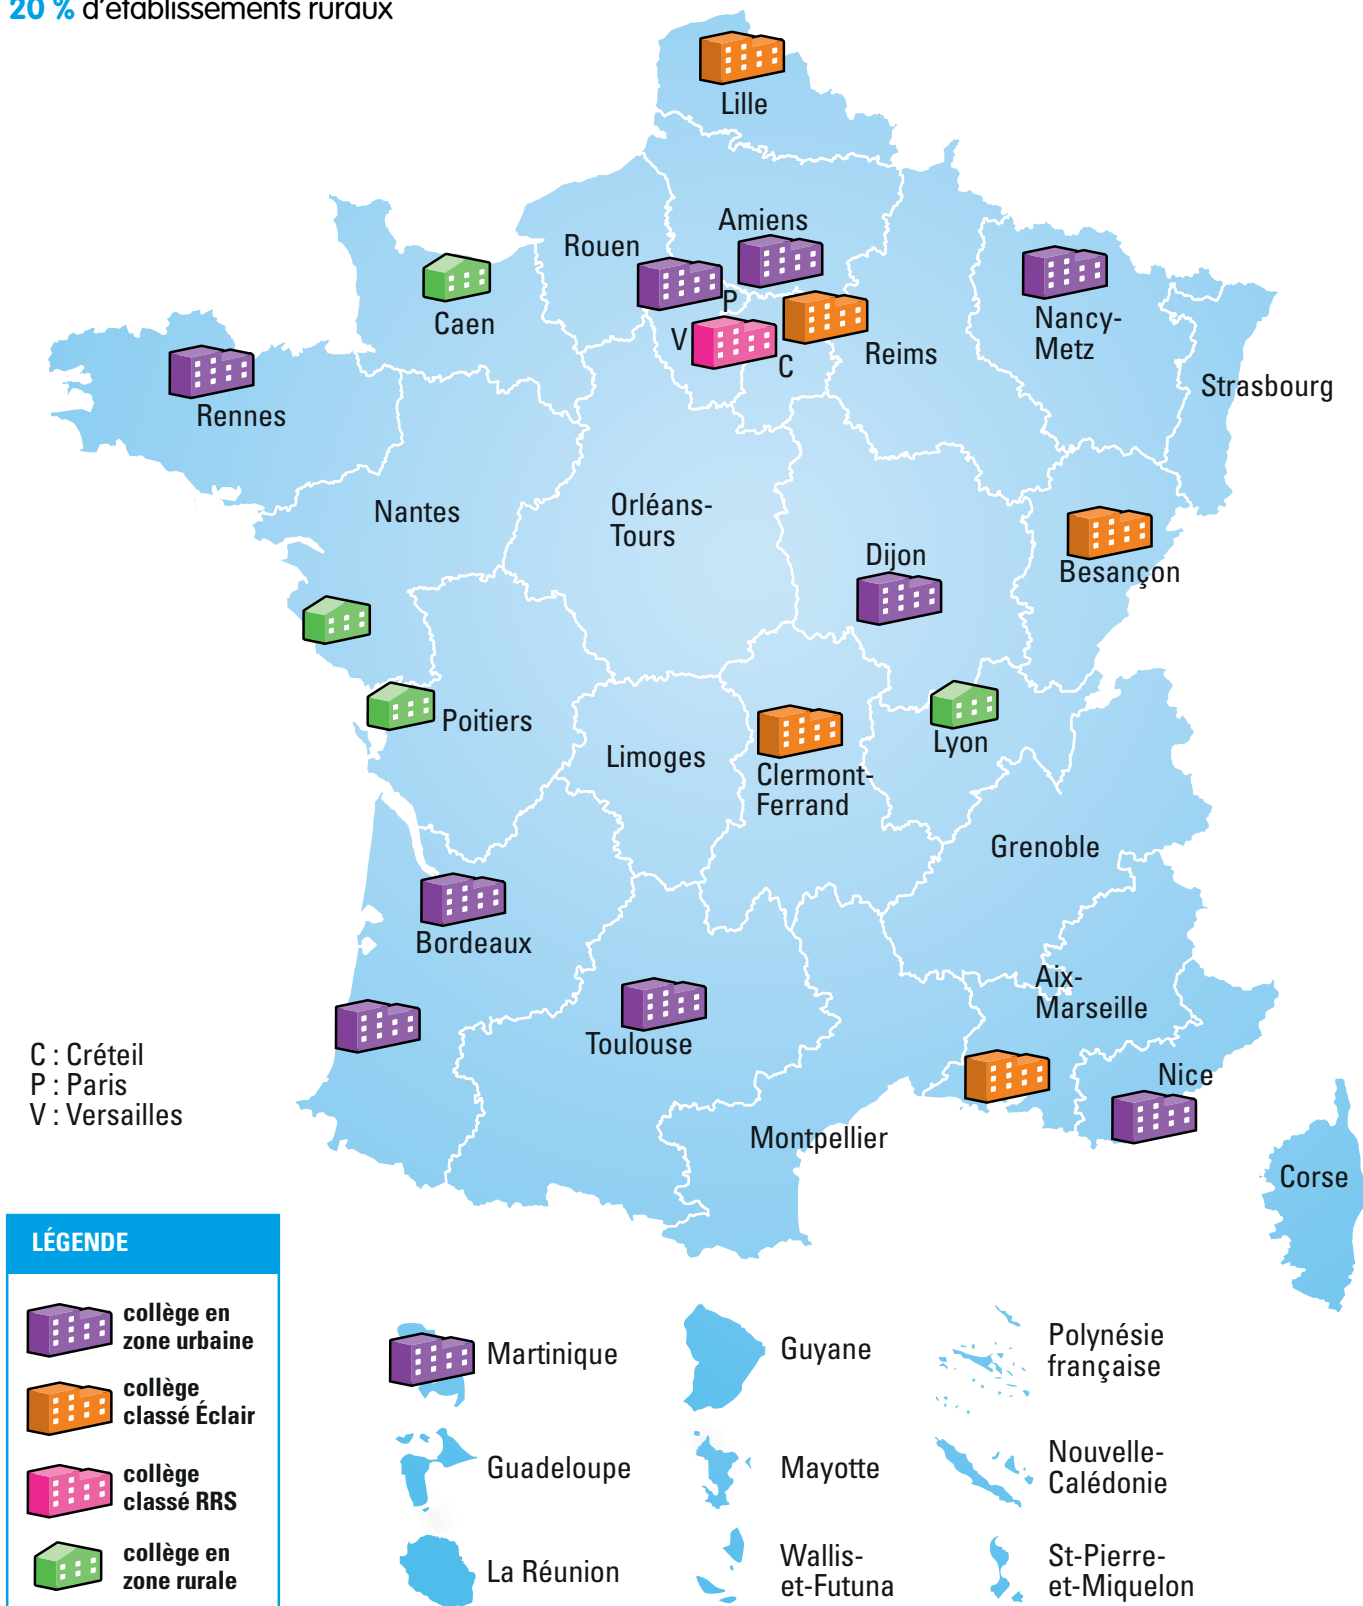 20 % d'établissements ruraux
Lille
Amiens
Rouen
P
Caen
V
C
Reims
Nancy-
Metz
Strasbourg
Rennes
Nantes
Orléans-
Tours
Dijon
Besançon
Poitiers
Limoges
Clermont-
Ferrand
Lyon
Grenoble
Bordeaux
Aix-
Marseille
Toulouse
Nice
Montpellier
Corse
C : Créteil
P : Paris
V : Versailles
LÉGENDE
collège en
zone urbaine
collège
classé Éclair
collège
classé RRS
collège en
zone rurale
Martinique
Guyane
Polynésie
française
Guadeloupe
Mayotte
Nouvelle-
Calédonie
La Réunion
Wallis-
et-Futuna
St-Pierre-
et-Miquelon